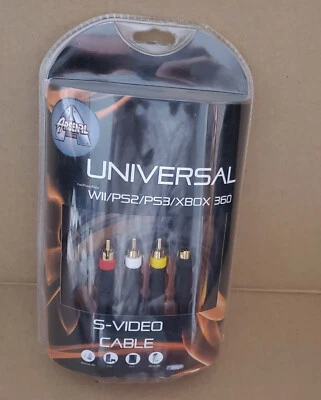 UNIVERSAL
WII/PS2/PS3/XBOX 360
S-VIDEO
CABLE